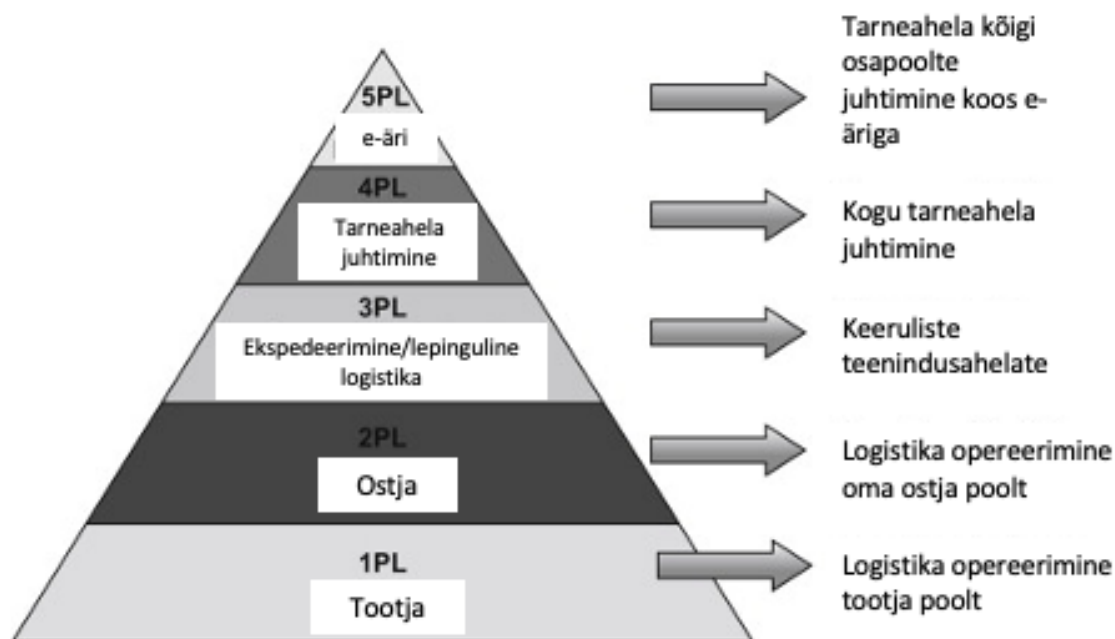 5PL
e-äri
Tarneahela kõigi
osapoolte
juhtimine koos e-
äriga
4PL
Tarneahela
juhtimine
Kogu tarneahela
juhtimine
3PL
Ekspedeerimine/lepinguline
logistika
Keeruliste
teenindusahelate
2PL
Ostja
Logistika opereerimine
oma ostja poolt
1PL
Tootja
Logistika opereerimine
tootja poolt